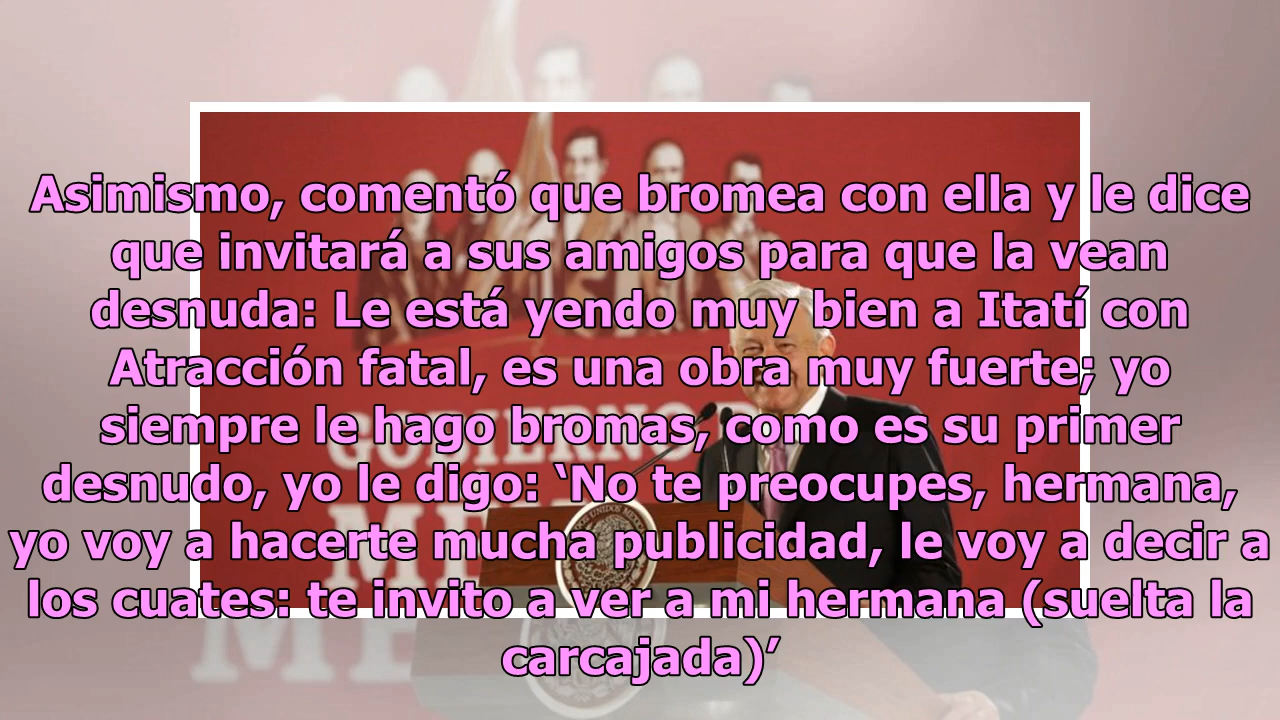 Asimismo, comentó que bromea con ella y le dice
que invitará a sus amigos para que la vean
desnuda: Le está yendo muy bien a Itatí con
Atracción fatal, es una obra muy fuerte; yo
siempre le hago bromas, como es su primer
desnudo, yo le digo: ‘No te preocupes, hermana,
yo voy a hacerte mucha publicidad, le voy a decir a
los cuates: te invito a ver a mi hermana (suelta la
carcajada)’
GOBIERNO